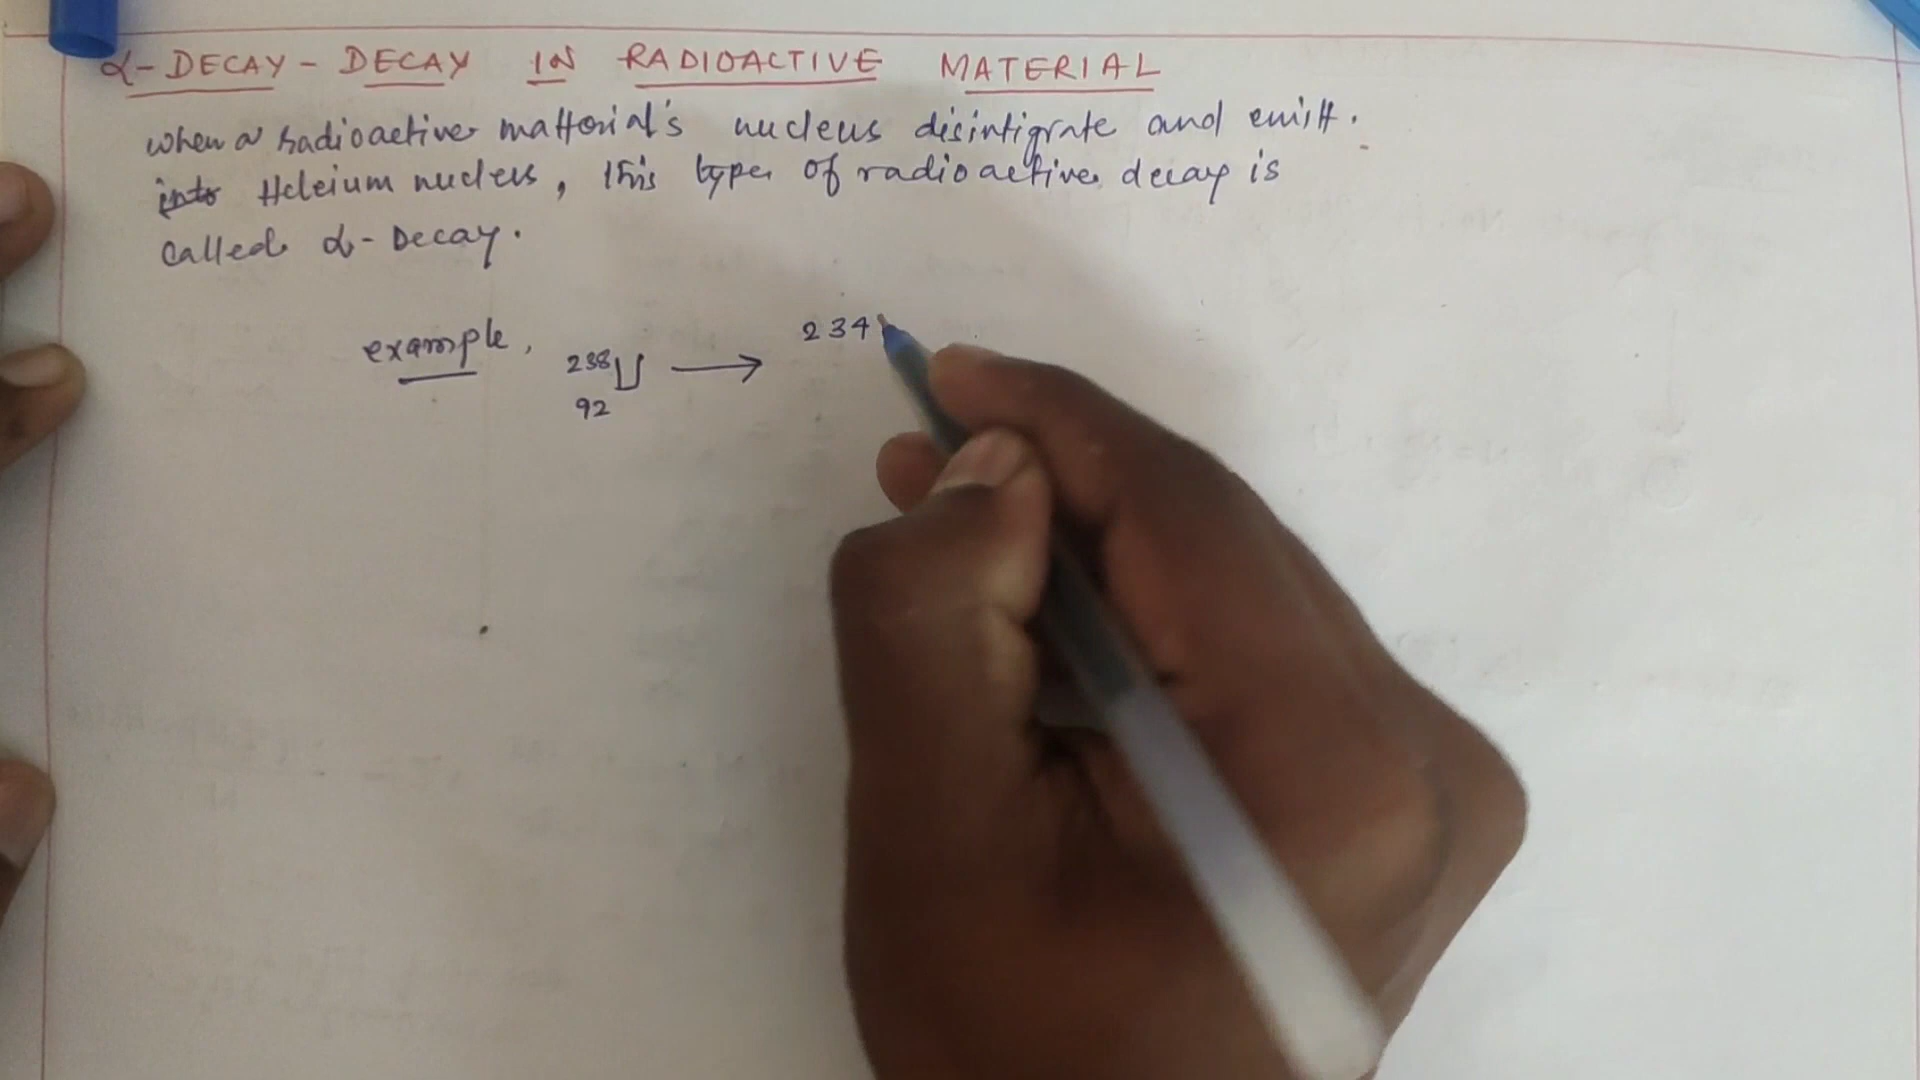 α-DECAY - DECAY IN RADIOACTIVE MATERIAL
when a radioactive matterial's nucleus disintigrate and emitt.
into Heleium nucleus, this type of radioactive decay is
called α-Decay.
example, 238 U → 234
92